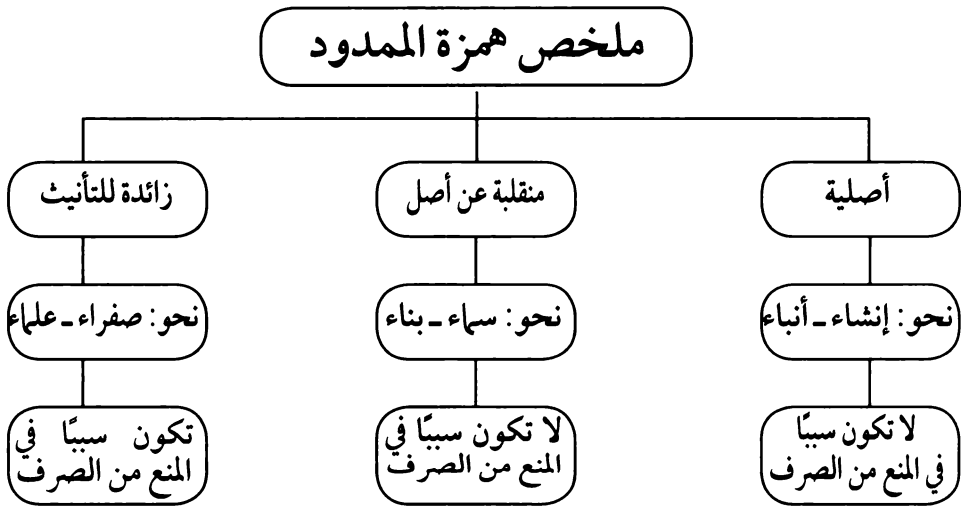 ملخص همزة الممدود
أصلية
منقلبة عن أصل
زائدة للتأنيث
نحو: إنشاء ـ أنباء
نحو: سماء ـ بناء
نحو: صفراء ـ علماء
لا تكون سببًا
في المنع من الصرف
لا تكون سببًا في
المنع من الصرف
تكون سببًا في
المنع من الصرف